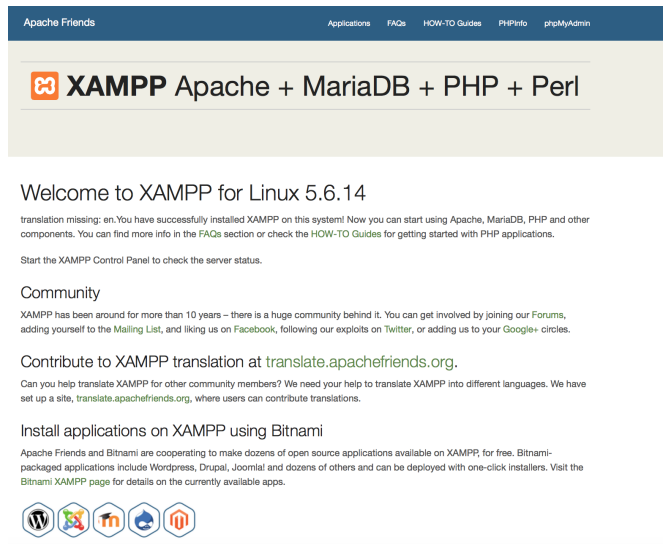 Apache Friends
Applications FAQs HOW-TO Guides PHPInfo phpMyAdmin
XAMPP Apache + MariaDB + PHP + Perl
Welcome to XAMPP for Linux 5.6.14
translation missing: en.You have successfully installed XAMPP on this system! Now you can start using Apache, MariaDB, PHP and other
components. You can find more info in the FAQs section or check the HOW-TO Guides for getting started with PHP applications.
Start the XAMPP Control Panel to check the server status.
Community
XAMPP has been around for more than 10 years – there is a huge community behind it. You can get involved by joining our Forums,
adding yourself to the Mailing List, and liking us on Facebook, following our exploits on Twitter, or adding us to your Google+ circles.
Contribute to XAMPP translation at translate.apachefriends.org.
Can you help translate XAMPP for other community members? We need your help to translate XAMPP into different languages. We have
set up a site, translate.apachefriends.org, where users can contribute translations.
Install applications on XAMPP using Bitnami
Apache Friends and Bitnami are cooperating to make dozens of open source applications available on XAMPP, for free. Bitnami-
packaged applications include Wordpress, Drupal, Joomla! and dozens of others and can be deployed with one-click installers. Visit the
Bitnami XAMPP page for details on the currently available apps.